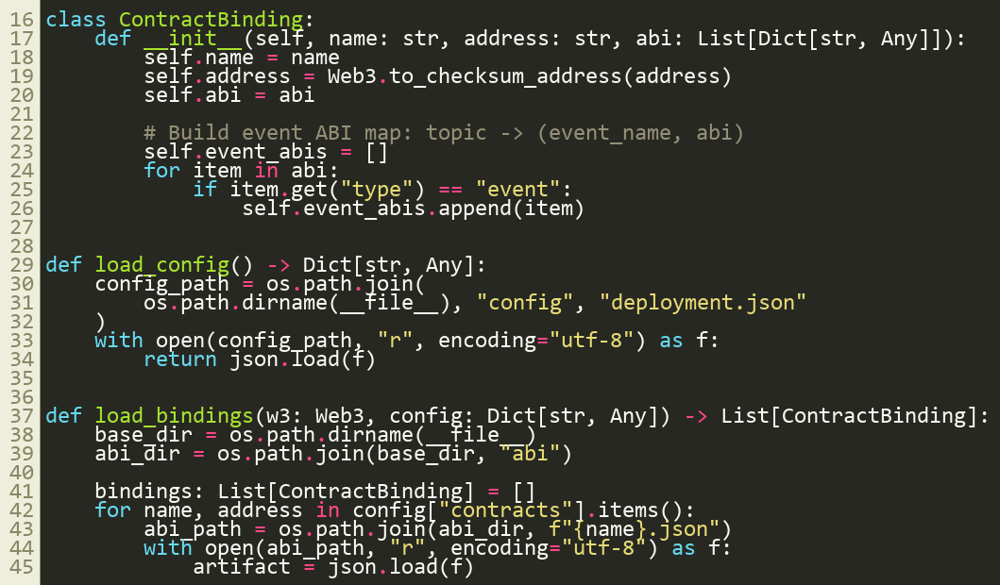 16 class ContractBinding:
17     def __init__(self, name: str, address: str, abi: List[Dict[str, Any]]):
18         self.name = name
19         self.address = Web3.to_checksum_address(address)
20         self.abi = abi
21
22         # Build event ABI map: topic -> (event_name, abi)
23         self.event_abis = []
24         for item in abi:
25             if item.get("type") == "event":
26                 self.event_abis.append(item)
27
28
29 def load_config() -> Dict[str, Any]:
30     config_path = os.path.join(
31         os.path.dirname(__file__), "config", "deployment.json"
32     )
33     with open(config_path, "r", encoding="utf-8") as f:
34         return json.load(f)
35
36
37 def load_bindings(w3: Web3, config: Dict[str, Any]) -> List[ContractBinding]:
38     base_dir = os.path.dirname(__file__)
39     abi_dir = os.path.join(base_dir, "abi")
40
41     bindings: List[ContractBinding] = []
42     for name, address in config["contracts"].items():
43         abi_path = os.path.join(abi_dir, f"{name}.json")
44         with open(abi_path, "r", encoding="utf-8") as f:
45             artifact = json.load(f)